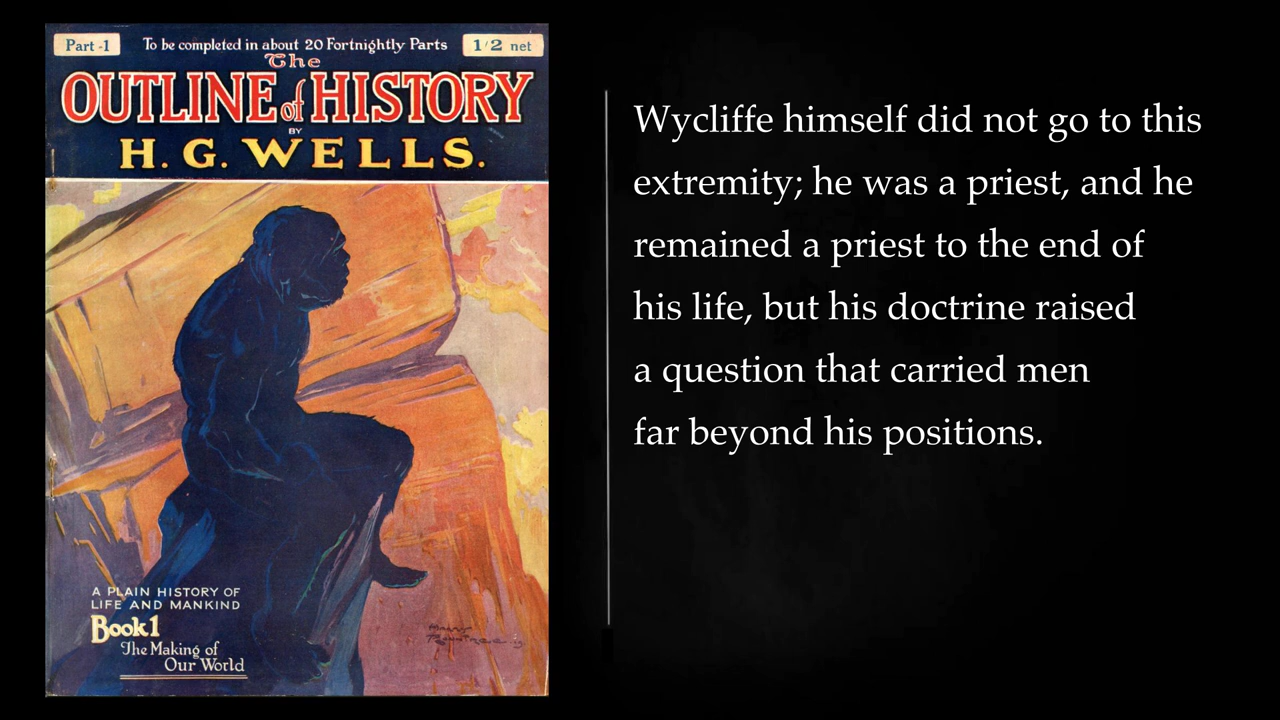 Part -1
To be completed in about 20 Fortnightly Parts
1/2 net
The
OUTLINE of HISTORY
BY
H. G. WELLS.
A PLAIN HISTORY OF
LIFE AND MANKIND
Book 1
The Making of
Our World
Wycliffe himself did not go to this
extremity; he was a priest, and he
remained a priest to the end of
his life, but his doctrine raised
a question that carried men
far beyond his positions.